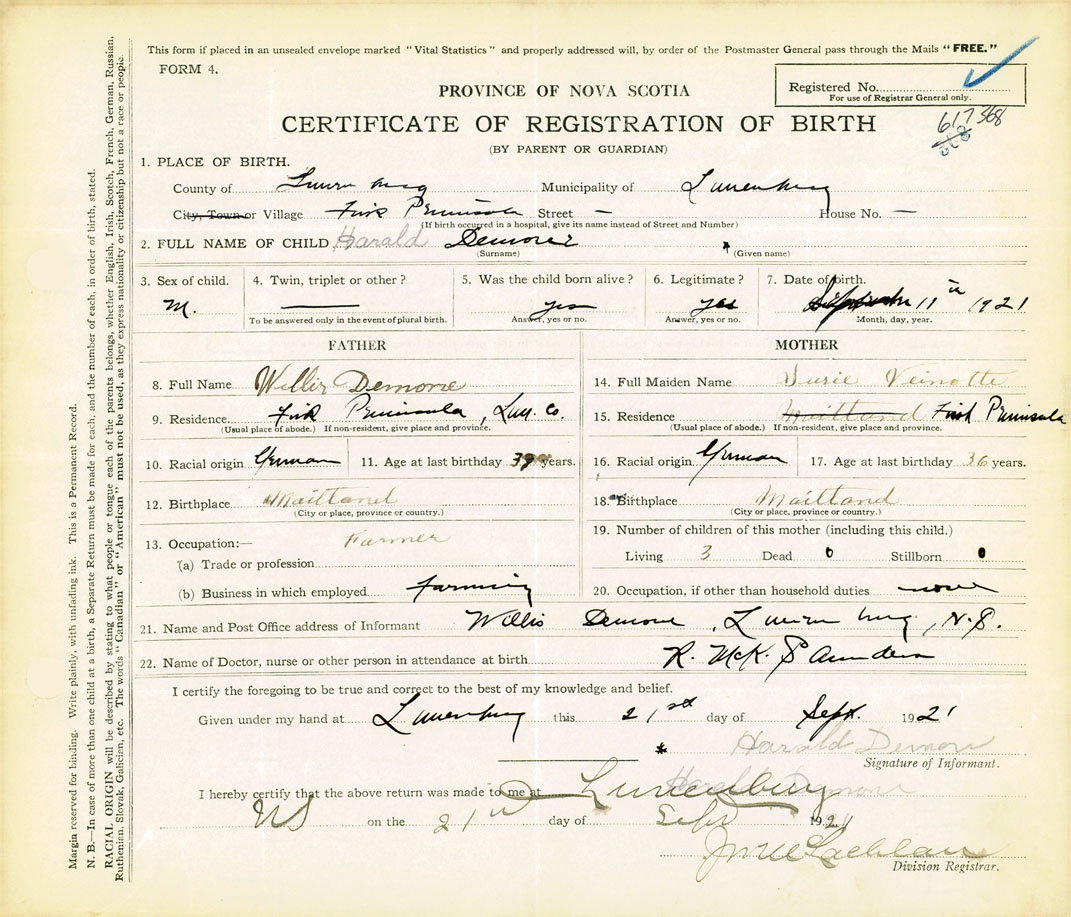 This form if placed in an unsealed envelope marked "Vital Statistics" and properly addressed will, by order of the Postmaster General pass through the Mails "FREE."
FORM 4.
Registered No.
For use of Registrar General only.
PROVINCE OF NOVA SCOTIA
617 368
CERTIFICATE OF REGISTRATION OF BIRTH
(BY PARENT OR GUARDIAN)
1. PLACE OF BIRTH.
County of Lunenburg Municipality of Lunenburg
City, Town or Village First Peninsula Street — House No. —
(If birth occurred in a hospital, give its name instead of Street and Number)
2. FULL NAME OF CHILD Harald Demone
(Surname) (Given name)
3. Sex of child. 4. Twin, triplet or other? 5. Was the child born alive? 6. Legitimate? 7. Date of birth.
M. — yes yes September 11th 1921
To be answered only in the event of plural birth. Answer, yes or no. Answer, yes or no. Month, day, year.
FATHER
8. Full Name Willis Demone
9. Residence First Peninsula, Lun. Co.
(Usual place of abode.) If non-resident, give place and province.
10. Racial origin German 11. Age at last birthday 39 years.
12. Birthplace Maitland
(City or place, province or country.)
13. Occupation:— Farmer
(a) Trade or profession
(b) Business in which employed farming
MOTHER
14. Full Maiden Name Susie Veinotte
15. Residence Maitland First Peninsula
(Usual place of abode.) If non-resident, give place and province.
16. Racial origin German 17. Age at last birthday 36 years.
18. Birthplace Maitland
(City or place, province or country.)
19. Number of children of this mother (including this child.)
Living 3 Dead 0 Stillborn 0
20. Occupation, if other than household duties none
21. Name and Post Office address of Informant Willis Demone, Lunenburg, N.S.
22. Name of Doctor, nurse or other person in attendance at birth R. McK. Saunders
I certify the foregoing to be true and correct to the best of my knowledge and belief.
Given under my hand at Lunenburg this 21st day of Sept. 1921
Harald Demone
Signature of Informant.
I hereby certify that the above return was made to me at Lunenburg
NS on the 21st day of Sept 1921
Division Registrar.
Margin reserved for binding. Write plainly, with unfading ink. This is a Permanent Record.
N. B.—In case of more than one child at a birth, a Separate Return must be made for each, and the number of each, in order of birth, stated.
RACIAL ORIGIN will be described by stating to what people or tongue each of the parents belongs, whether English, Irish, Scotch, French, German, Russian,
Ruthenian, Slovak, Galician, etc. The words "Canadian" or "American" must not be used, as they express nationality or citizenship but not a race or people.